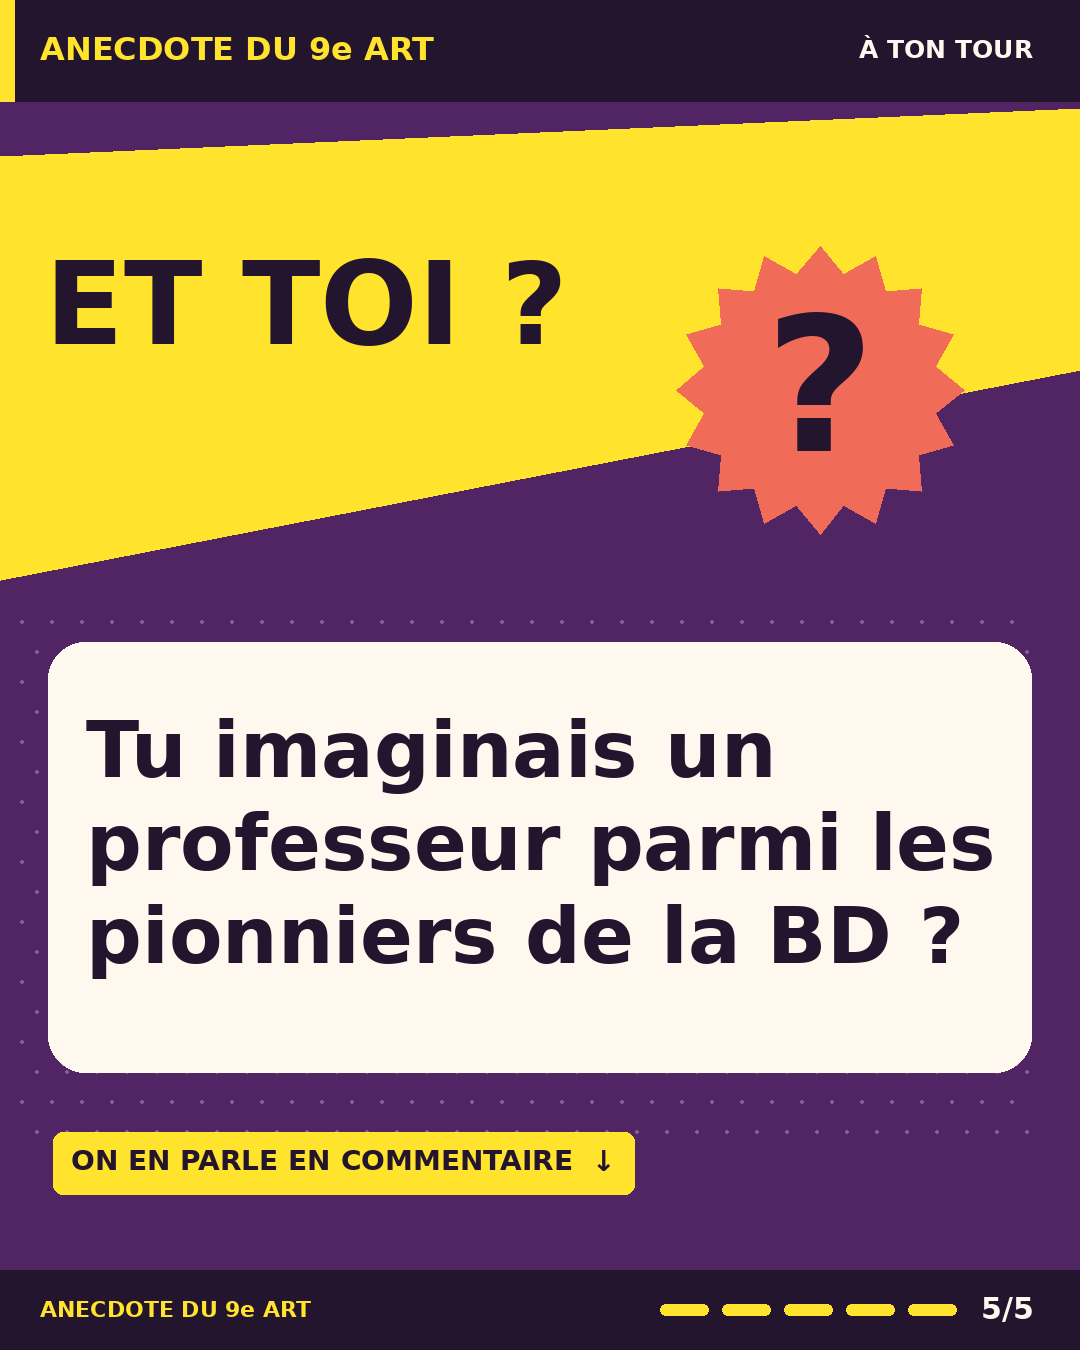 ANECDOTE DU 9e ART
À TON TOUR
ET TOI ?
?
Tu imaginais un
professeur parmi les
pionniers de la BD ?
ON EN PARLE EN COMMENTAIRE ↓
ANECDOTE DU 9e ART
5/5